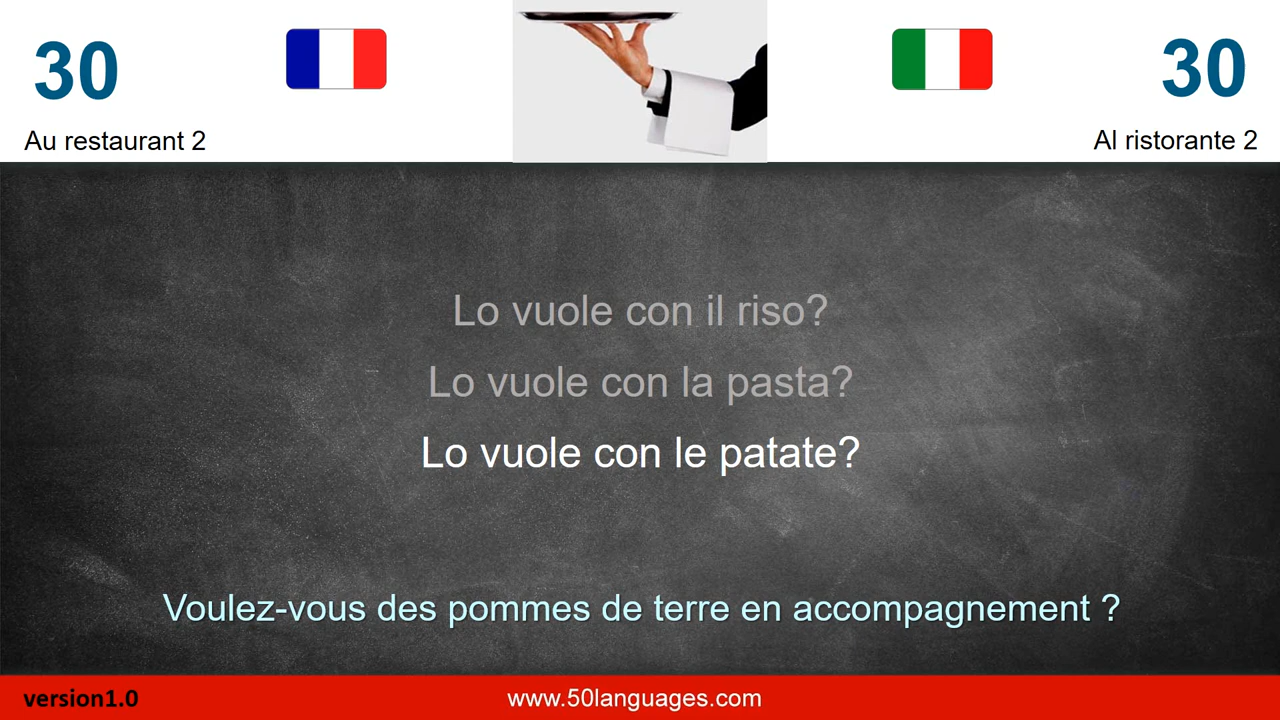 30
30
Au restaurant 2
Al ristorante 2
Lo vuole con il riso?
Lo vuole con la pasta?
Lo vuole con le patate?
Voulez-vous des pommes de terre en accompagnement ?
version1.0
www.50languages.com